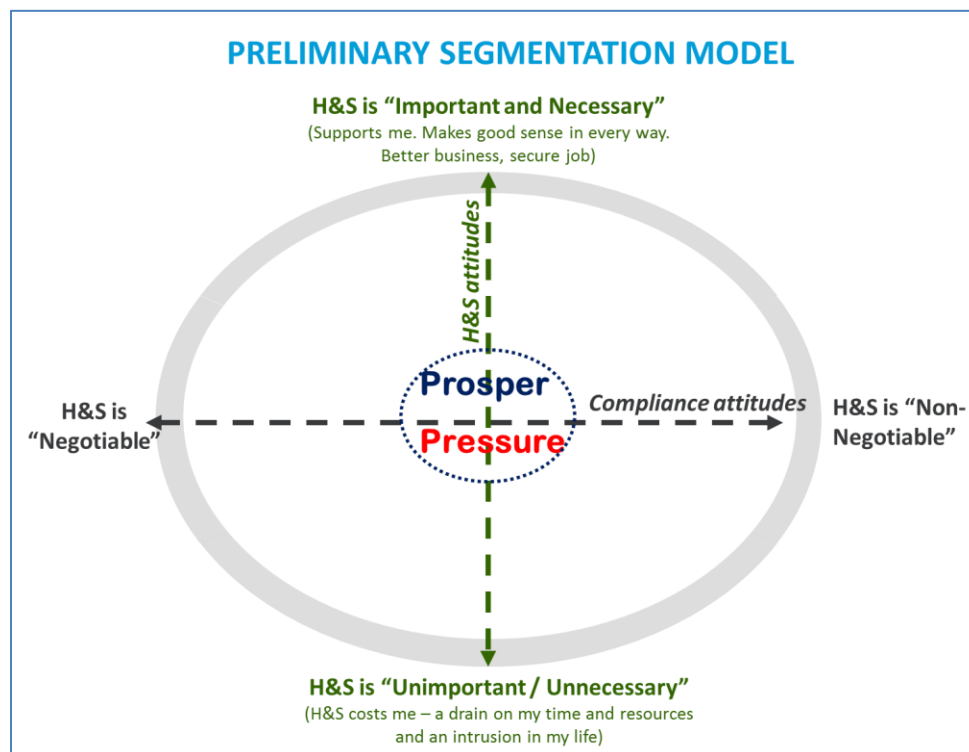 PRELIMINARY SEGMENTATION MODEL
H&S is “Important and Necessary”
(Supports me. Makes good sense in every way.
Better business, secure job)
H&S attitudes
Prosper
Compliance attitudes
H&S is
“Negotiable”
H&S is “Non-
Negotiable”
Pressure
H&S is “Unimportant / Unnecessary”
(H&S costs me – a drain on my time and resources
and an intrusion in my life)